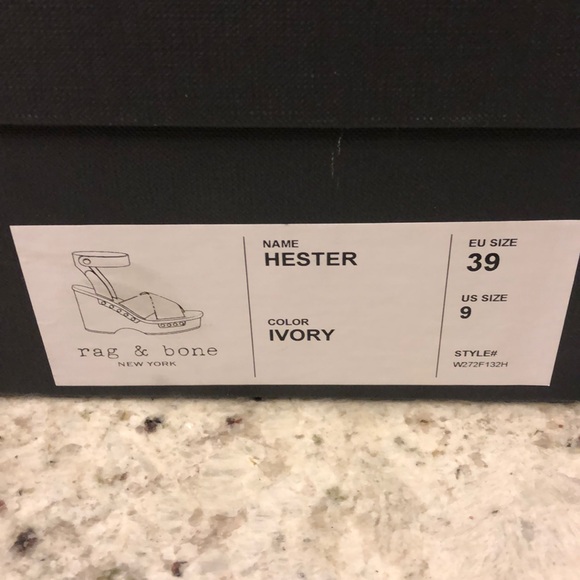 rag & bone
NEW YORK
NAME
HESTER
COLOR
IVORY
EU SIZE
39
US SIZE
9
STYLE#
W272F132H